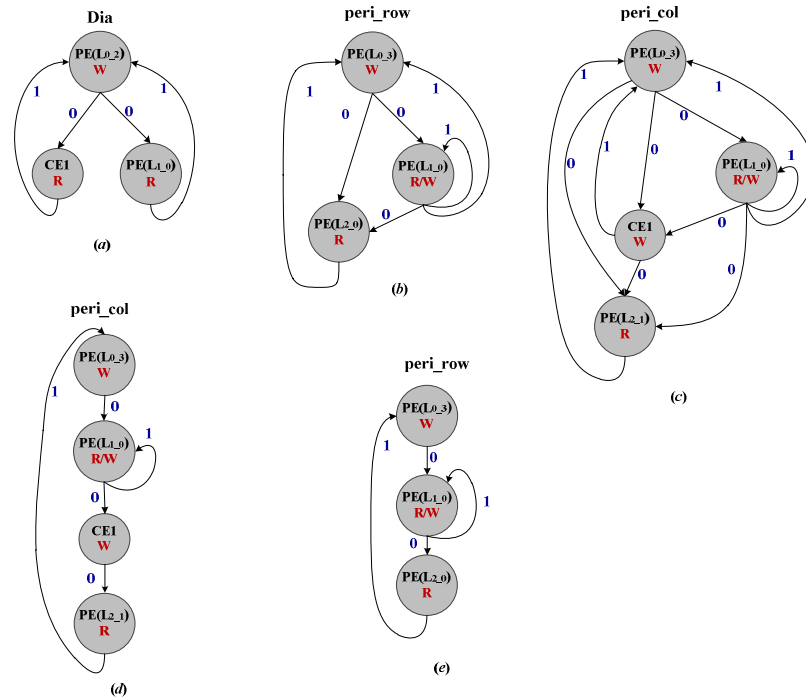 Dia
PE(L0_2)
W
1
1
0
0
CE1
R
PE(L1_0)
R
(a)
peri_row
PE(L0_3)
W
1
1
0
0
1
PE(L1_0)
R/W
0
PE(L2_0)
R
(b)
peri_col
PE(L0_3)
W
1
1
0
0
1
0
1
PE(L1_0)
R/W
CE1
W
0
0
0
PE(L2_1)
R
(c)
peri_col
PE(L0_3)
W
1
0
PE(L1_0)
R/W
1
0
CE1
W
0
PE(L2_1)
R
(d)
peri_row
PE(L0_3)
W
1
0
PE(L1_0)
R/W
1
0
PE(L2_0)
R
(e)